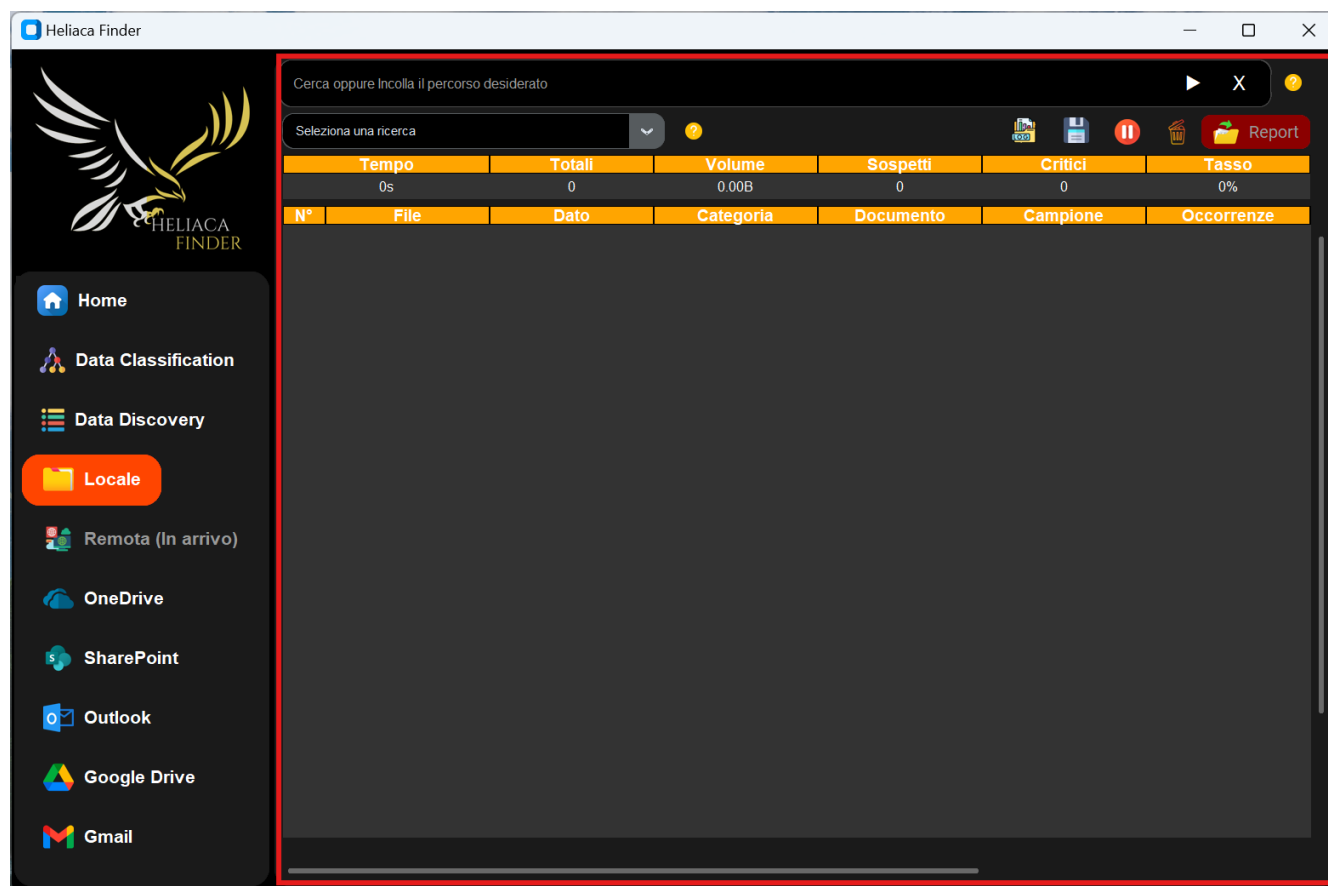 Heliaca Finder
HELIACA
FINDER
Home
Data Classification
Data Discovery
Locale
Remota (In arrivo)
OneDrive
SharePoint
Outlook
Google Drive
Gmail
Cerca oppure Incolla il percorso desiderato
X
?
Seleziona una ricerca
?
LOG
Report
Tempo Totali Volume Sospetti Critici Tasso
0s 0 0.00B 0 0 0%
N° File Dato Categoria Documento Campione Occorrenze